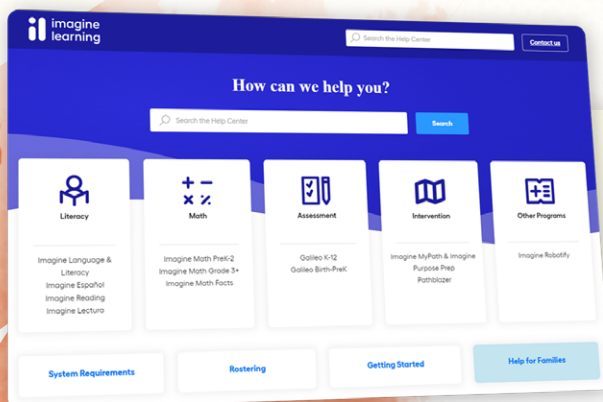 imagine
learning
Search the Help Center
Contact us
How can we help you?
Search the Help Center
Search
Literacy
Imagine Language &
Literacy
Imagine Español
Imagine Reading
Imagine Lectura
Math
Imagine Math PreK-2
Imagine Math Grade 3+
Imagine Math Facts
Assessment
Galileo K-12
Galileo Birth-PreK
Intervention
Imagine MyPath & Imagine
Purpose Prep
Pathblazer
Other Programs
Imagine Robotify
System Requirements
Rostering
Getting Started
Help for Families